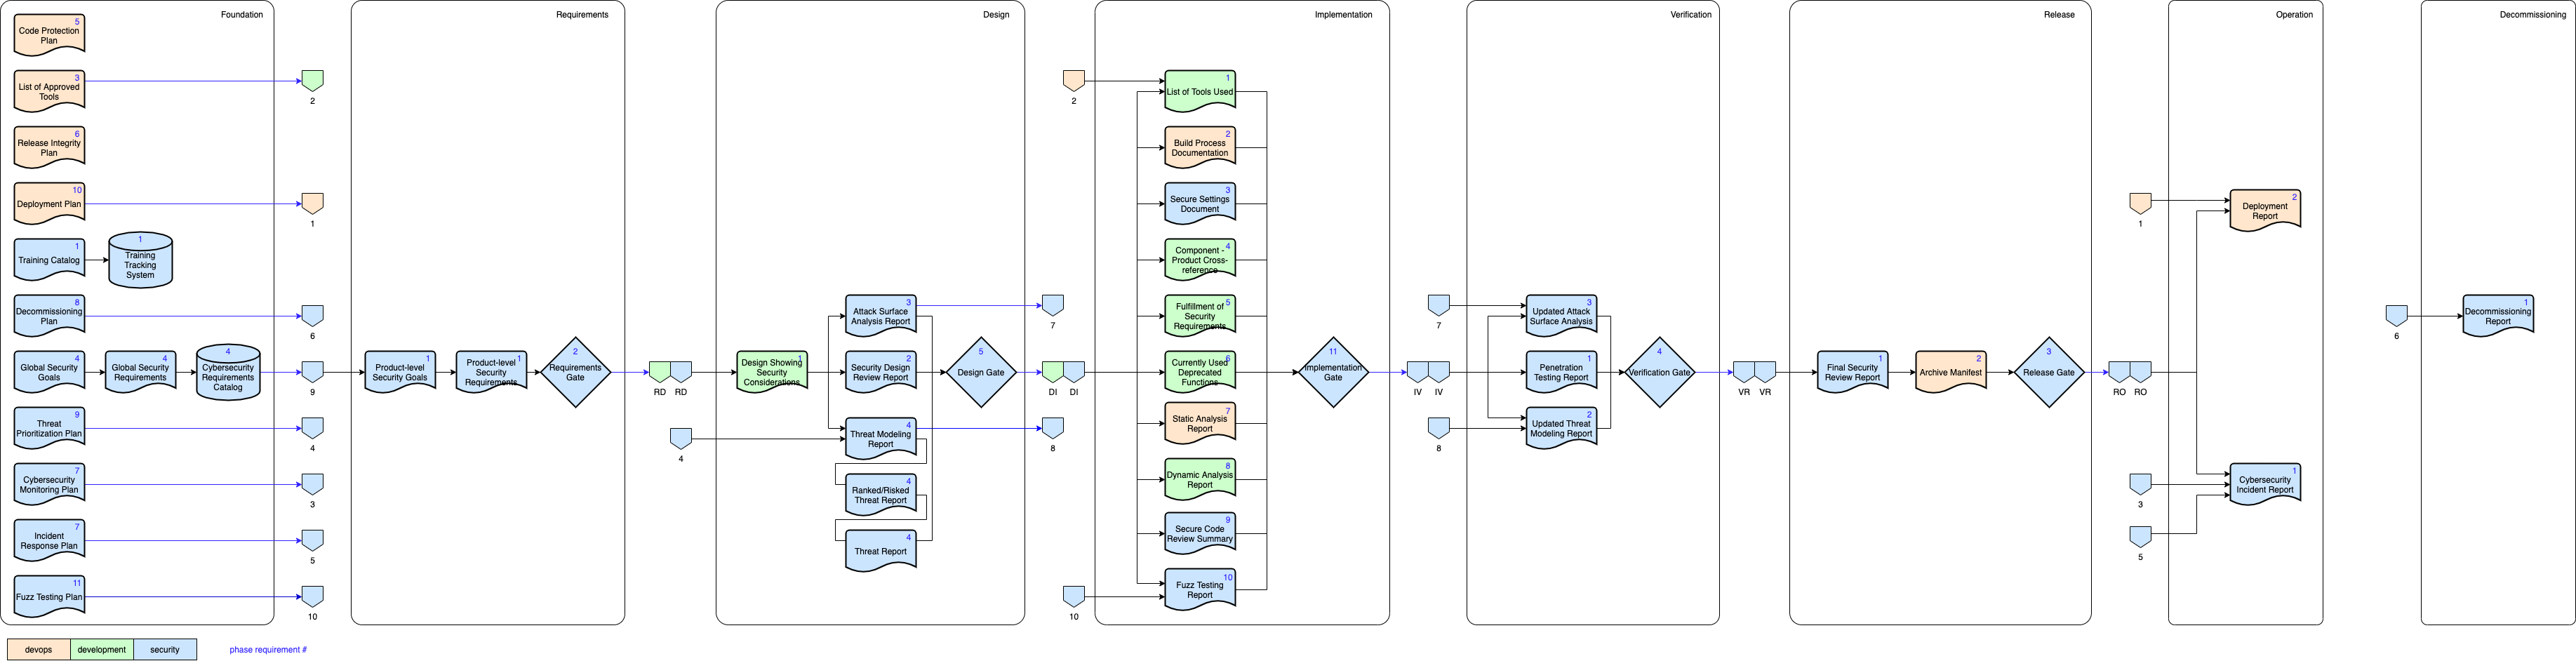 Foundation
5
Code Protection
Plan
3
List of Approved
Tools
2
6
Release Integrity
Plan
10
Deployment Plan
1
1
Training Catalog
1
Training
Tracking
System
8
Decommissioning
Plan
6
4
Global Security
Goals
4
Global Security
Requirements
4
Cybersecurity
Requirements
Catalog
9
9
Threat
Prioritization Plan
4
7
Cybersecurity
Monitoring Plan
3
7
Incident
Response Plan
5
11
Fuzz Testing Plan
10
Requirements
1
Product-level
Security Goals
1
Product-level
Security
Requirements
2
Requirements
Gate
RD RD
4
Design
1
Design Showing
Security
Considerations
3
Attack Surface
Analysis Report
2
Security Design
Review Report
4
Threat Modeling
Report
4
Ranked/Risked
Threat Report
4
Threat Report
5
Design Gate
7
DI DI
8
2
10
Implementation
1
List of Tools Used
2
Build Process
Documentation
3
Secure Settings
Document
4
Component -
Product Cross-
reference
5
Fulfillment of
Security
Requirements
6
Currently Used
Deprecated
Functions
7
Static Analysis
Report
8
Dynamic Analysis
Report
9
Secure Code
Review Summary
10
Fuzz Testing
Report
11
Implementation
Gate
7
IV IV
8
Verification
3
Updated Attack
Surface Analysis
1
Penetration
Testing Report
2
Updated Threat
Modeling Report
4
Verification Gate
VR VR
Release
1
Final Security
Review Report
2
Archive Manifest
3
Release Gate
1
RO RO
3
5
Operation
2
Deployment
Report
1
Cybersecurity
Incident Report
6
Decommissioning
1
Decommissioning
Report
devops
development
security
phase requirement #